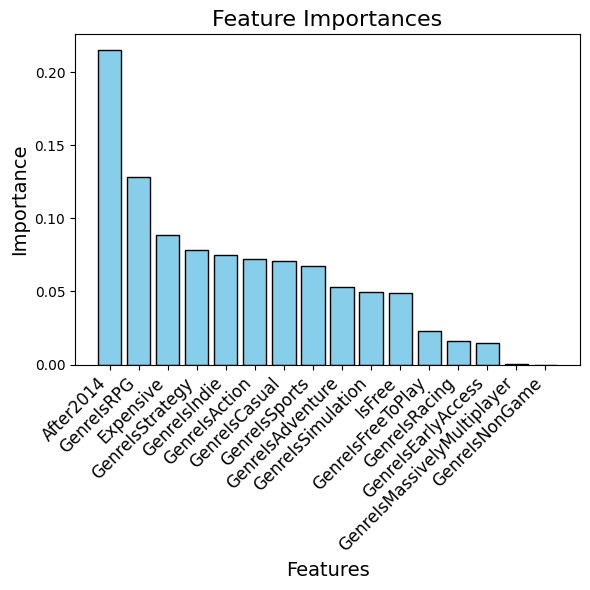 Feature Importances
Importance
0.20
0.15
0.10
0.05
0.00
After2014
GenreIsRPG
Expensive
GenreIsStrategy
GenreIsIndie
GenreIsAction
GenreIsCasual
GenreIsSports
GenreIsAdventure
GenreIsSimulation
IsFree
GenreIsFreeToPlay
GenreIsRacing
GenreIsEarlyAccess
GenreIsMassivelyMultiplayer
GenreIsNonGame
Features